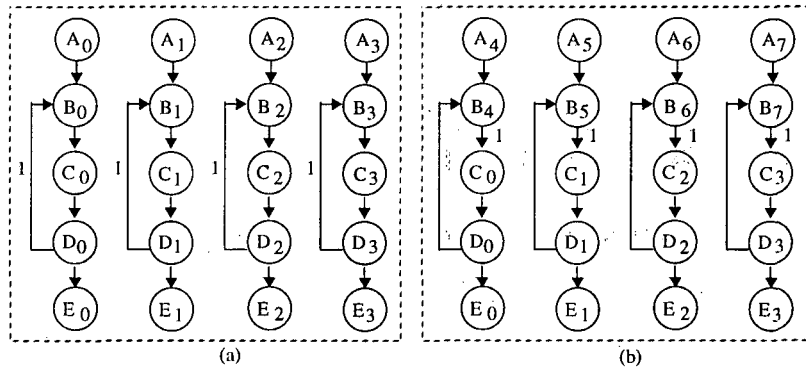 A0 A1 A2 A3 A4 A5 A6 A7
B0 B1 B2 B3 B4 B5 B6 B7
1 1 1 1
1 1 1 1
C0 C1 C2 C3 C0 C1 C2 C3
D0 D1 D2 D3 D0 D1 D2 D3
E0 E1 E2 E3 E0 E1 E2 E3
(a) (b)